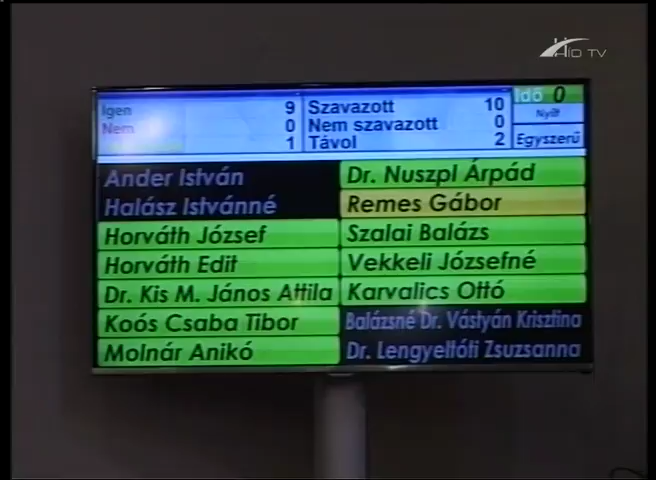 HÍD TV
Igen 9
Nem 0
1
Szavazott 10
Nem szavazott 0
Távol 2
Idő 0
Nyílt
Egyszerű
Ander István
Halász Istvánné
Horváth József
Horváth Edit
Dr. Kis M. János Attila
Koós Csaba Tibor
Molnár Anikó
Dr. Nuszpl Árpád
Remes Gábor
Szalai Balázs
Vekkeli Józsefné
Karvalics Ottó
Balázsné Dr. Vástyán Krisztina
Dr. Lengyeltóti Zsuzsanna